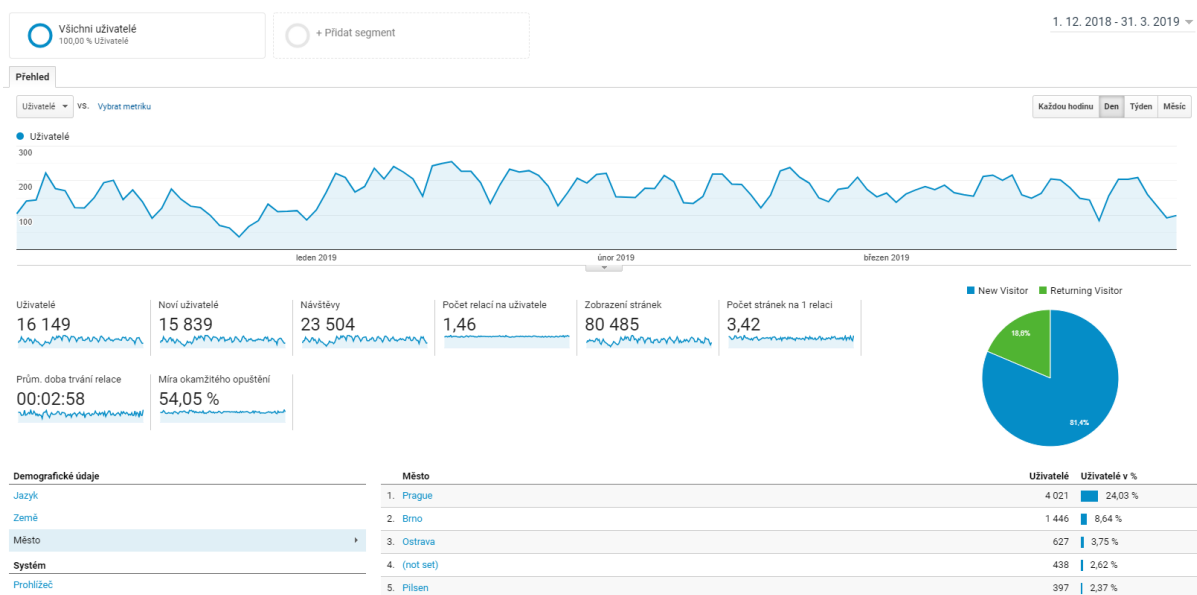 Všichni uživatelé
100,00 % Uživatelé
+ Přidat segment
1. 12. 2018 - 31. 3. 2019
Přehled
Uživatelé VS. Vybrat metriku
Každou hodinu Den Týden Měsíc
Uživatelé
300
200
100
leden 2019 únor 2019 březen 2019
New Visitor Returning Visitor
Uživatelé Noví uživatelé Návštěvy Počet relací na uživatele Zobrazení stránek Počet stránek na 1 relaci
16 149 15 839 23 504 1,46 80 485 3,42
18,6%
Prům. doba trvání relace Míra okamžitého opuštění
00:02:58 54,05 %
81,4%
Demografické údaje
Jazyk
Země
Město
Systém
Prohlížeč
Město Uživatelé Uživatelé v %
1. Prague 4 021 24,03 %
2. Brno 1 446 8,64 %
3. Ostrava 627 3,75 %
4. (not set) 438 2,62 %
5. Pilsen 397 2,37 %